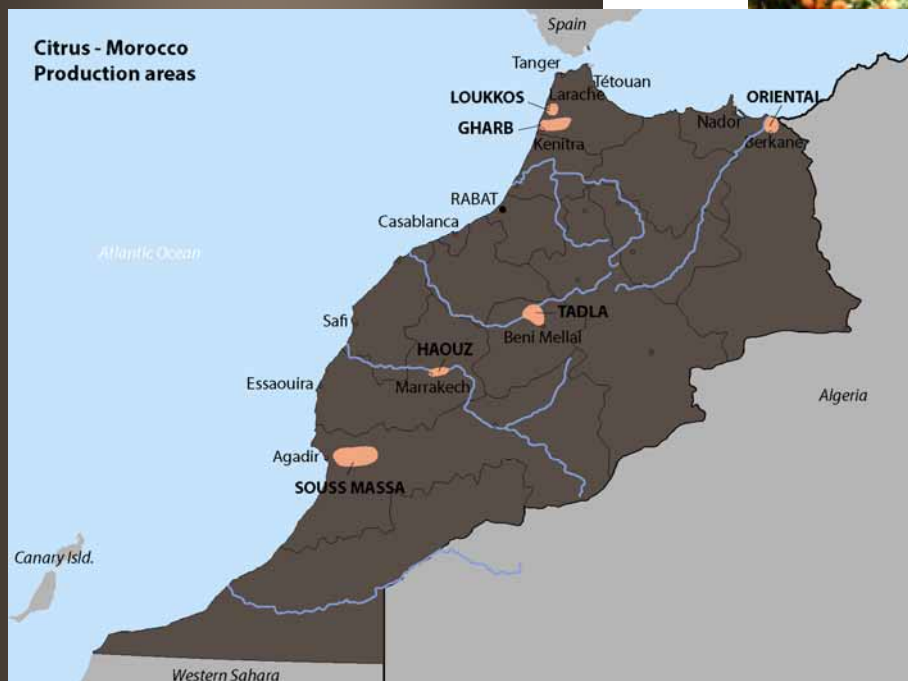 Citrus - Morocco
Production areas
Spain
Tanger
Tétouan
LOUKKOS
Larache
ORIENTAL
GHARB
Nador
Kenitra
Berkane
RABAT
Casablanca
Atlantic Ocean
TADLA
Safi
Beni Mellal
HAOUZ
Essaouira
Marrakech
Algeria
Agadir
SOUSS MASSA
Canary Isld.
Western Sahara